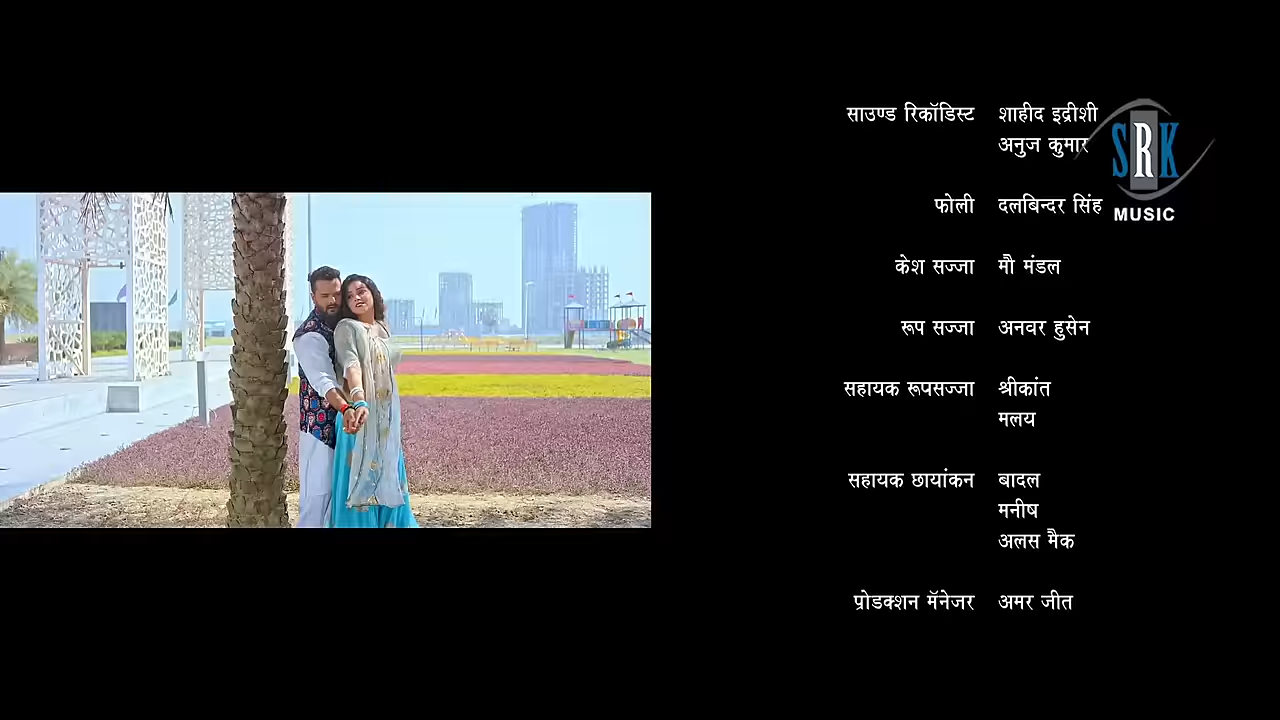 साउण्ड रिकॉडिस्ट शाहीद इद्रीशी
अनुज कुमार
फोली दलबिन्दर सिंह
केश सज्जा मौ मंडल
रूप सज्जा अनवर हुसेन
सहायक रूपसज्जा श्रीकांत
मलय
सहायक छायांकन बादल
मनीष
अलस मैक
प्रोडक्शन मॅनेजर अमर जीत
SRK
MUSIC